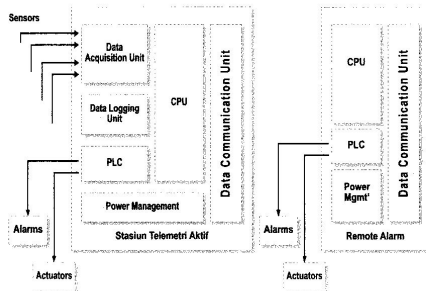 Sensors
Data
Acquisition Unit
Data Logging
Unit
CPU
PLC
Power Management
Data Communication Unit
Stasiun Telemetri Aktif
Alarms
Actuators
CPU
PLC
Power
Mgmt'
Data Communication Unit
Remote Alarm
Alarms
Actuators